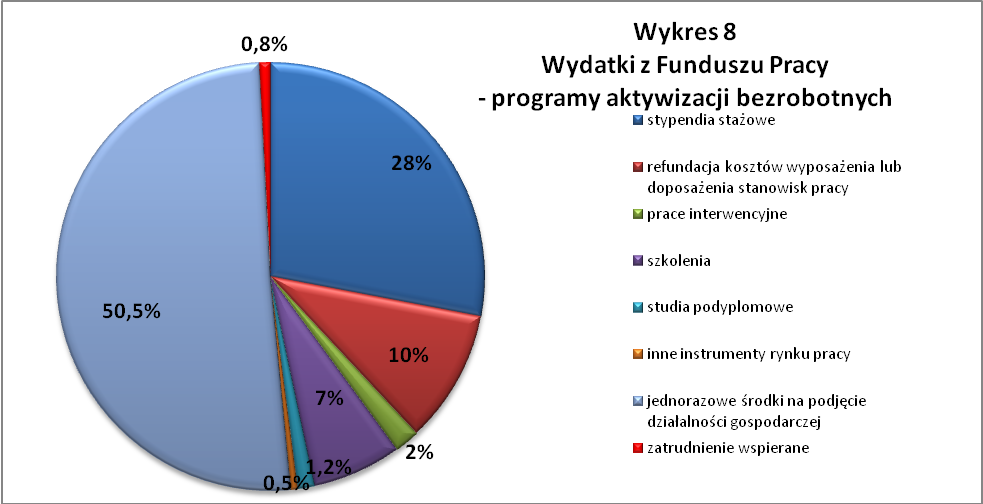 Wykres 8
Wydatki z Funduszu Pracy
- programy aktywizacji bezrobotnych
0,8%
28%
10%
2%
7%
1,2%
0,5%
50,5%
stypendia stażowe
refundacja kosztów wyposażenia lub
doposażenia stanowisk pracy
prace interwencyjne
szkolenia
studia podyplomowe
inne instrumenty rynku pracy
jednorazowe środki na podjęcie
działalności gospodarczej
zatrudnienie wspierane